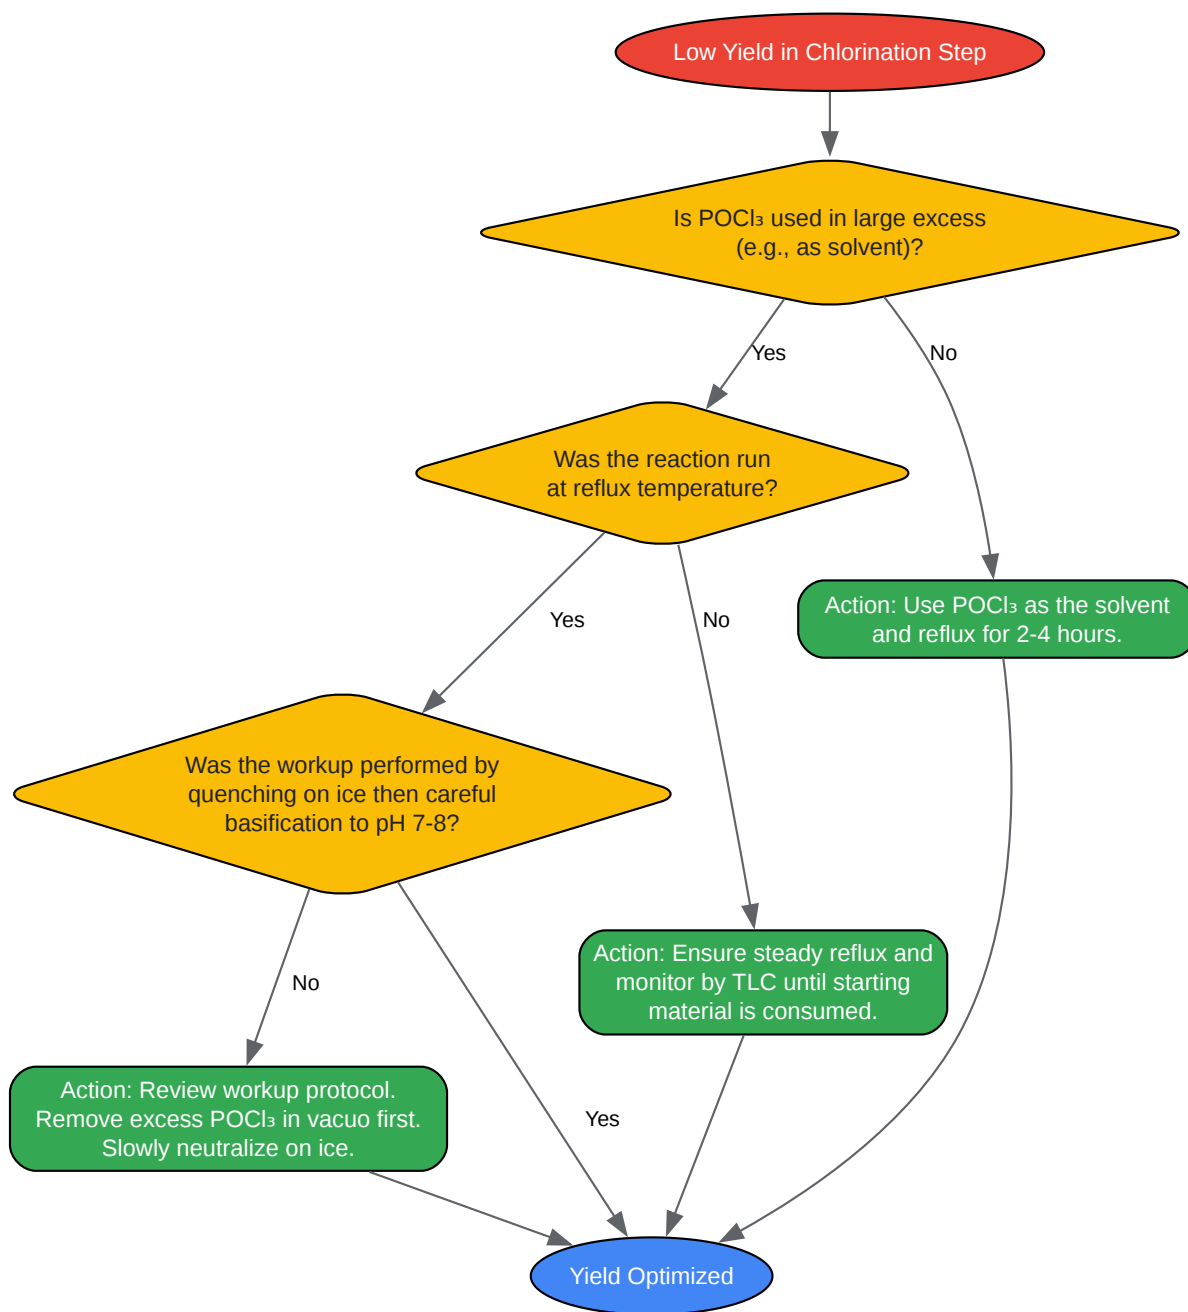 Low Yield in Chlorination Step
Is POCl₃ used in large excess
(e.g., as solvent)?
Yes
No
Was the reaction run
at reflux temperature?
Action: Use POCl₃ as the solvent
and reflux for 2-4 hours.
Yes
No
Was the workup performed by
quenching on ice then careful
basification to pH 7-8?
Action: Ensure steady reflux and
monitor by TLC until starting
material is consumed.
No
Yes
Action: Review workup protocol.
Remove excess POCl₃ in vacuo first.
Slowly neutralize on ice.
Yield Optimized